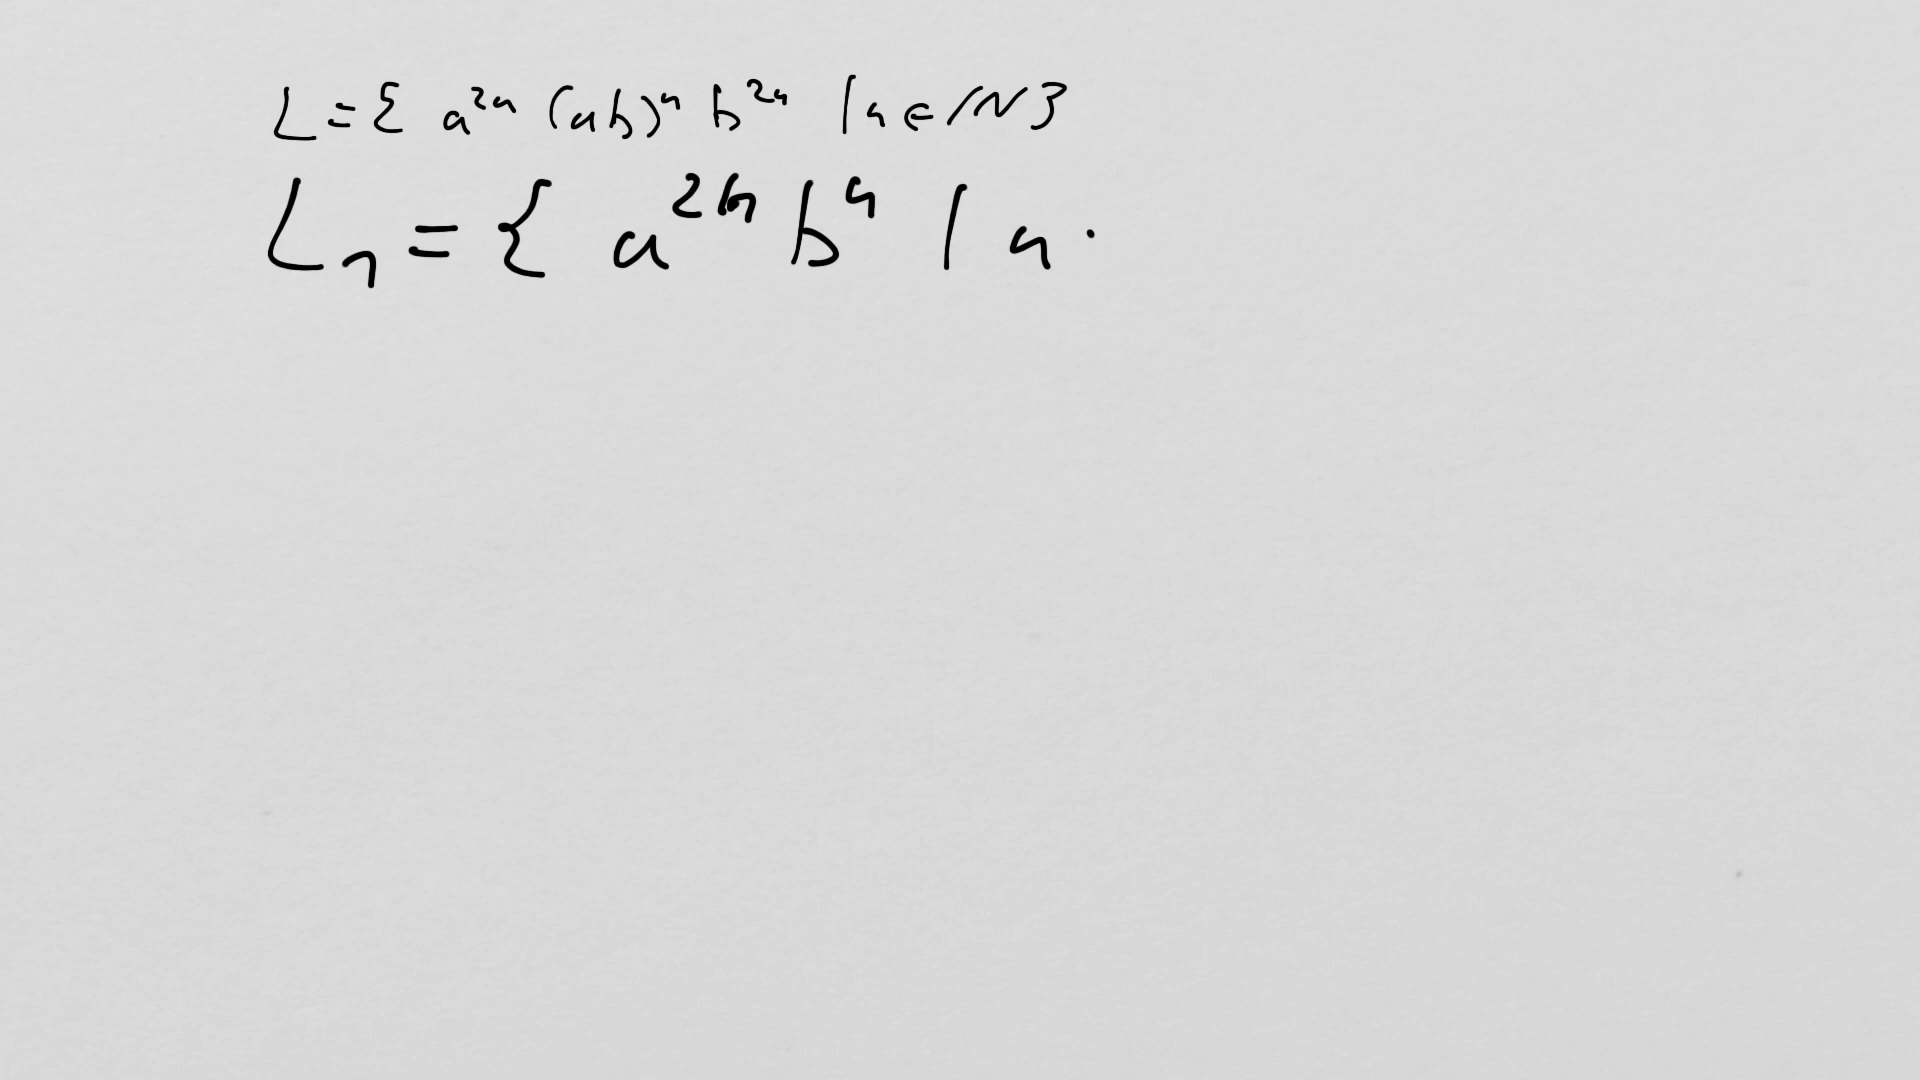 L = { a^{2n} (ab)^n b^{2n} | n ∈ ℕ }
L_1 = { a^{2n} b^n | n